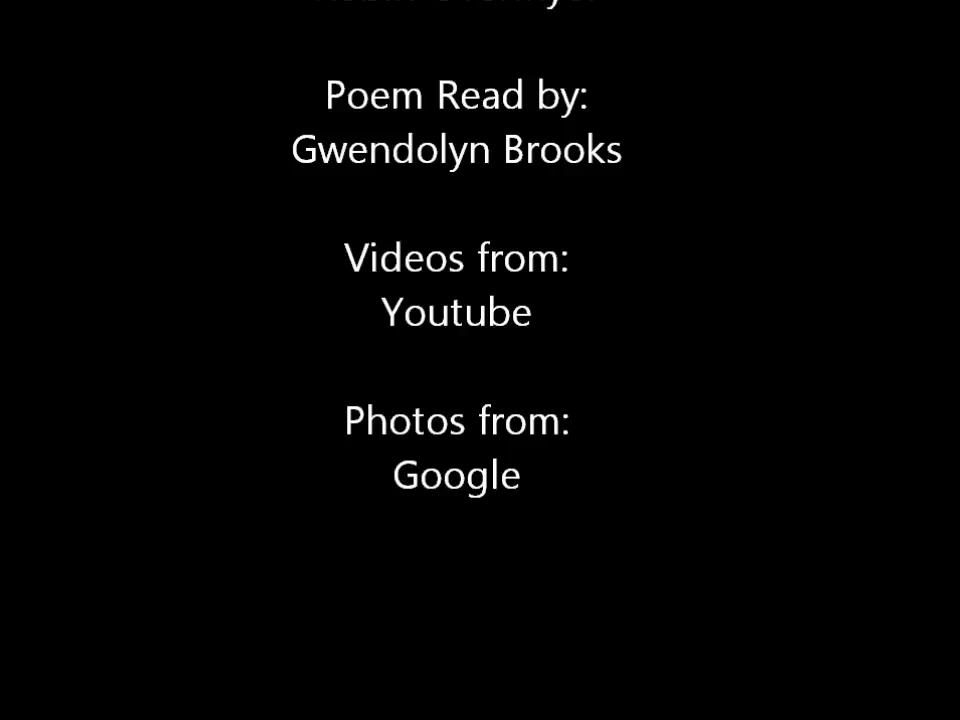 Poem Read by:
Gwendolyn Brooks
Videos from:
Youtube
Photos from:
Google